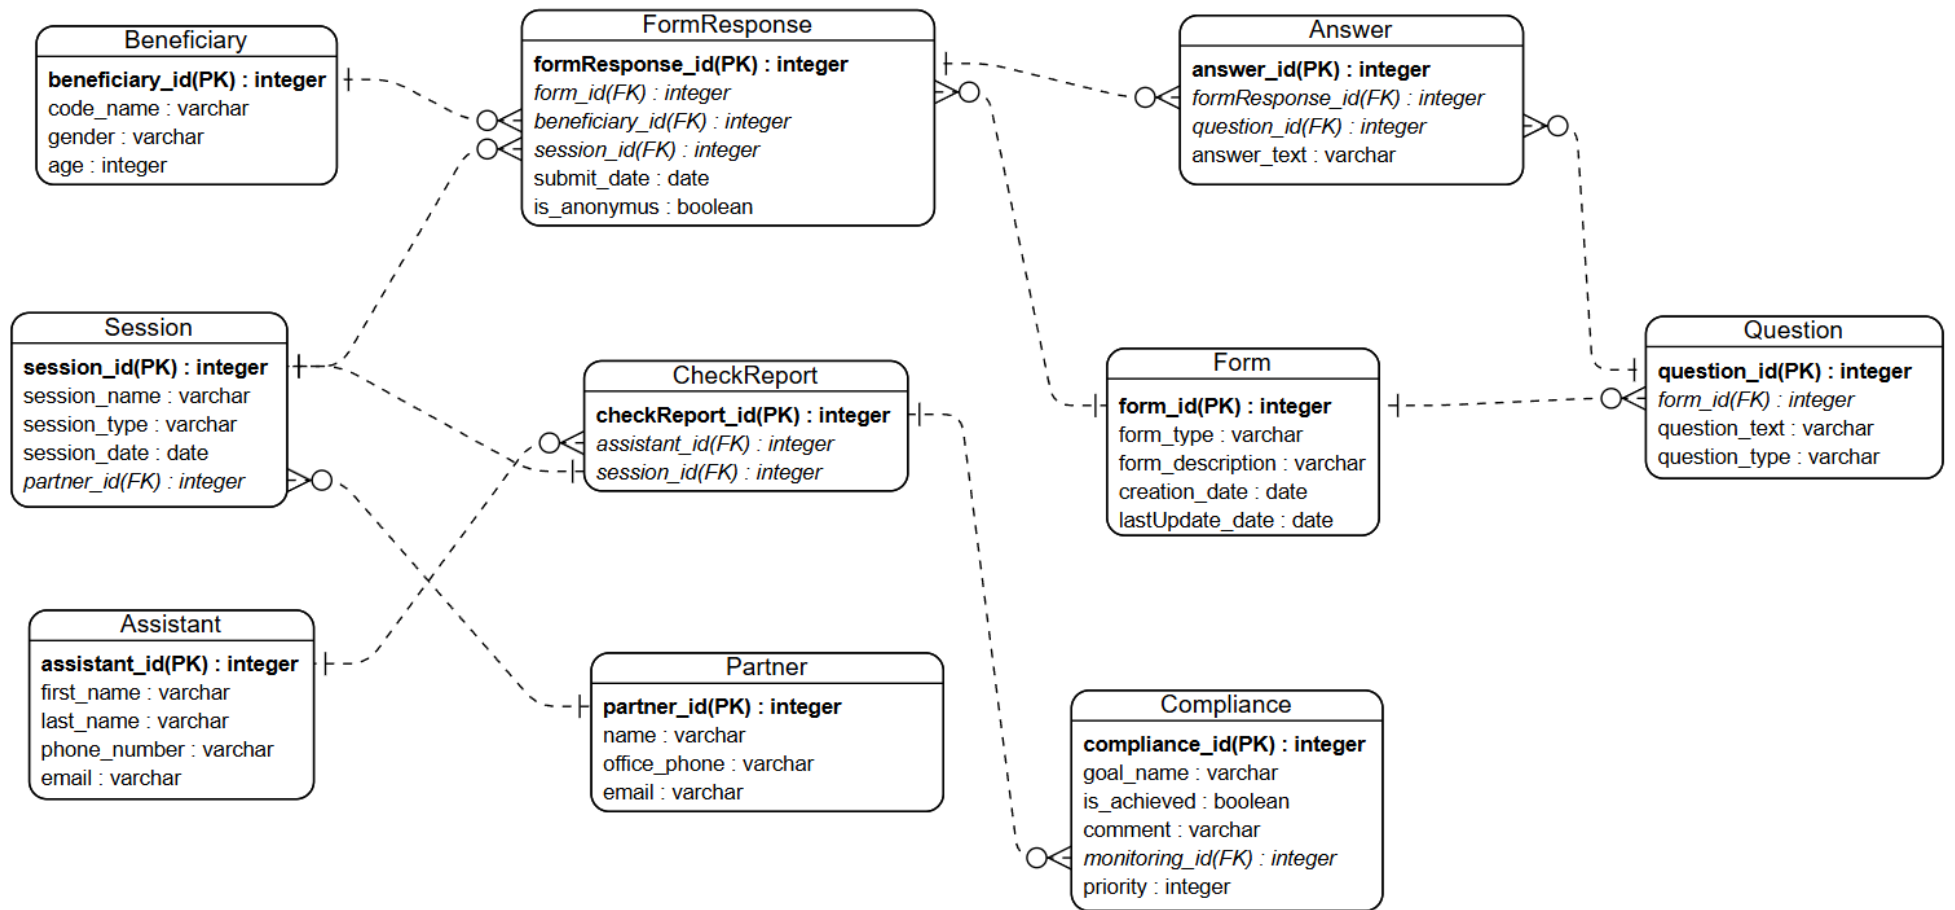 Beneficiary
beneficiary_id(PK) : integer
code_name : varchar
gender : varchar
age : integer
FormResponse
formResponse_id(PK) : integer
form_id(FK) : integer
beneficiary_id(FK) : integer
session_id(FK) : integer
submit_date : date
is_anonymus : boolean
Answer
answer_id(PK) : integer
formResponse_id(FK) : integer
question_id(FK) : integer
answer_text : varchar
Session
session_id(PK) : integer
session_name : varchar
session_type : varchar
session_date : date
partner_id(FK) : integer
CheckReport
checkReport_id(PK) : integer
assistant_id(FK) : integer
session_id(FK) : integer
Form
form_id(PK) : integer
form_type : varchar
form_description : varchar
creation_date : date
lastUpdate_date : date
Question
question_id(PK) : integer
form_id(FK) : integer
question_text : varchar
question_type : varchar
Assistant
assistant_id(PK) : integer
first_name : varchar
last_name : varchar
phone_number : varchar
email : varchar
Partner
partner_id(PK) : integer
name : varchar
office_phone : varchar
email : varchar
Compliance
compliance_id(PK) : integer
goal_name : varchar
is_achieved : boolean
comment : varchar
monitoring_id(FK) : integer
priority : integer